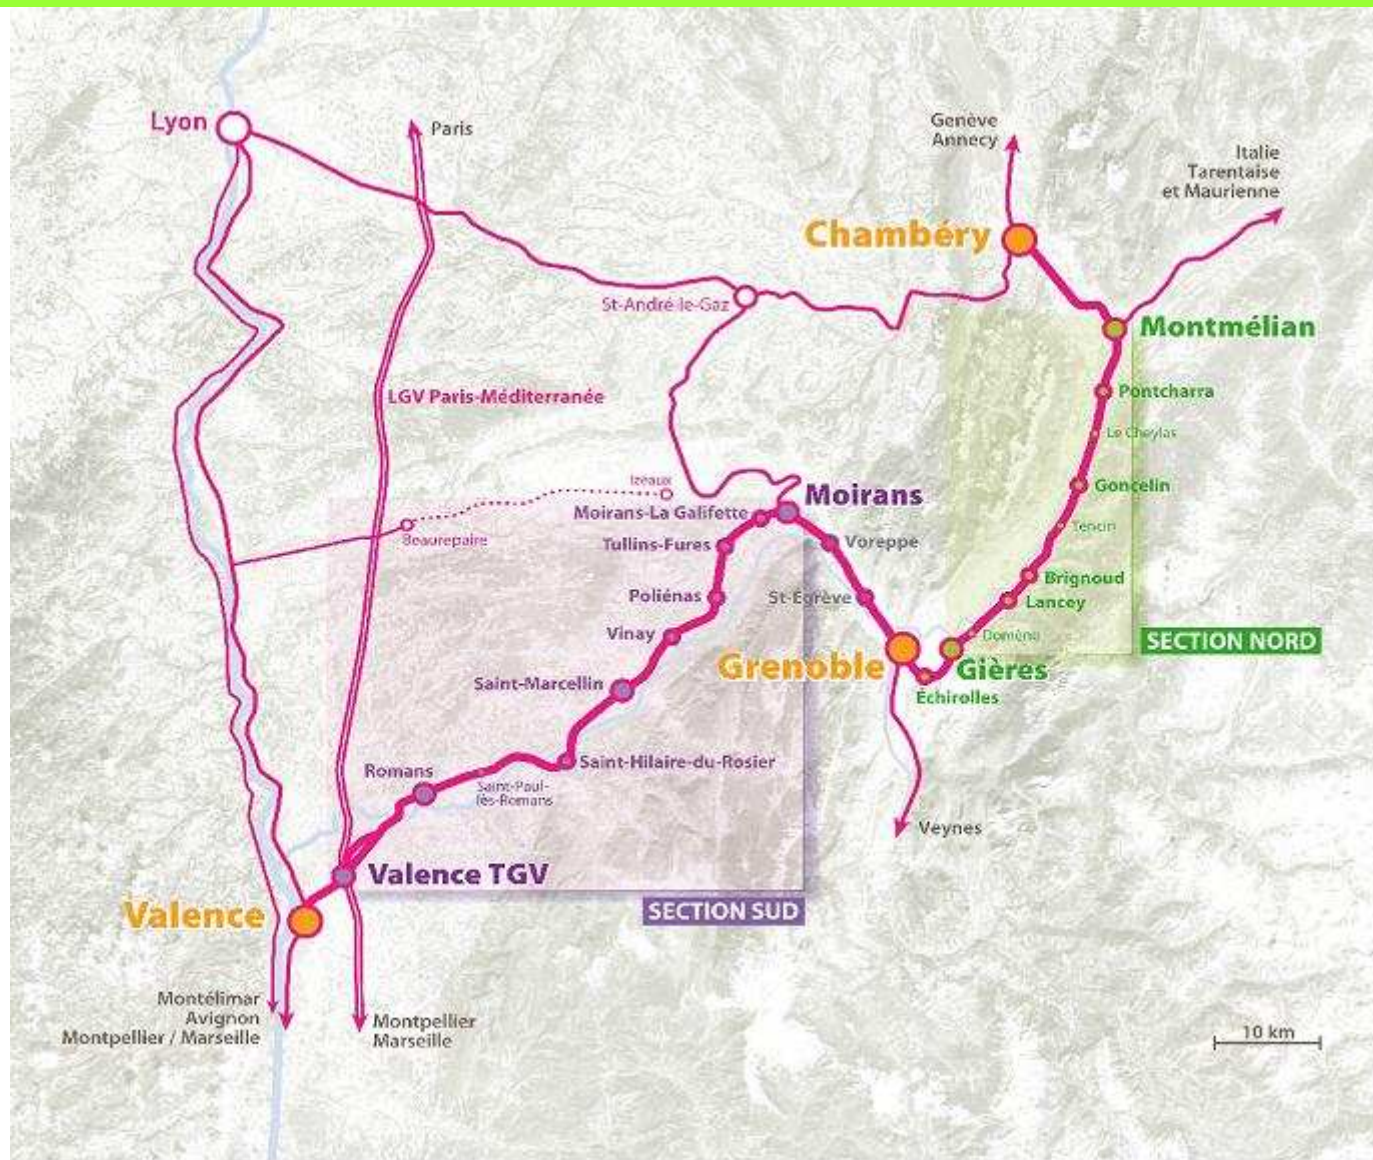 Lyon
Paris
Genève
Annecy
Italie
Tarentaise
et Maurienne
Chambéry
St-André-le-Gaz
Montmélian
LGV Paris-Méditerranée
Pontcharra
Le Cheylas
Izeaux
Goncelin
Moirans
Moirans-La Galifette
Beaurepaire
Tencin
Tullins-Fures
Voreppe
Brignoud
Poliénas
St-Egrève
Lancey
Vinay
Domène
SECTION NORD
Grenoble
Gières
Saint-Marcellin
Échirolles
Romans
Saint-Hilaire-du-Rosier
Saint-Paul-
lès-Romans
Veynes
Valence TGV
Valence
SECTION SUD
Montélimar
Avignon
Montpellier / Marseille
Montpellier
Marseille
10 km